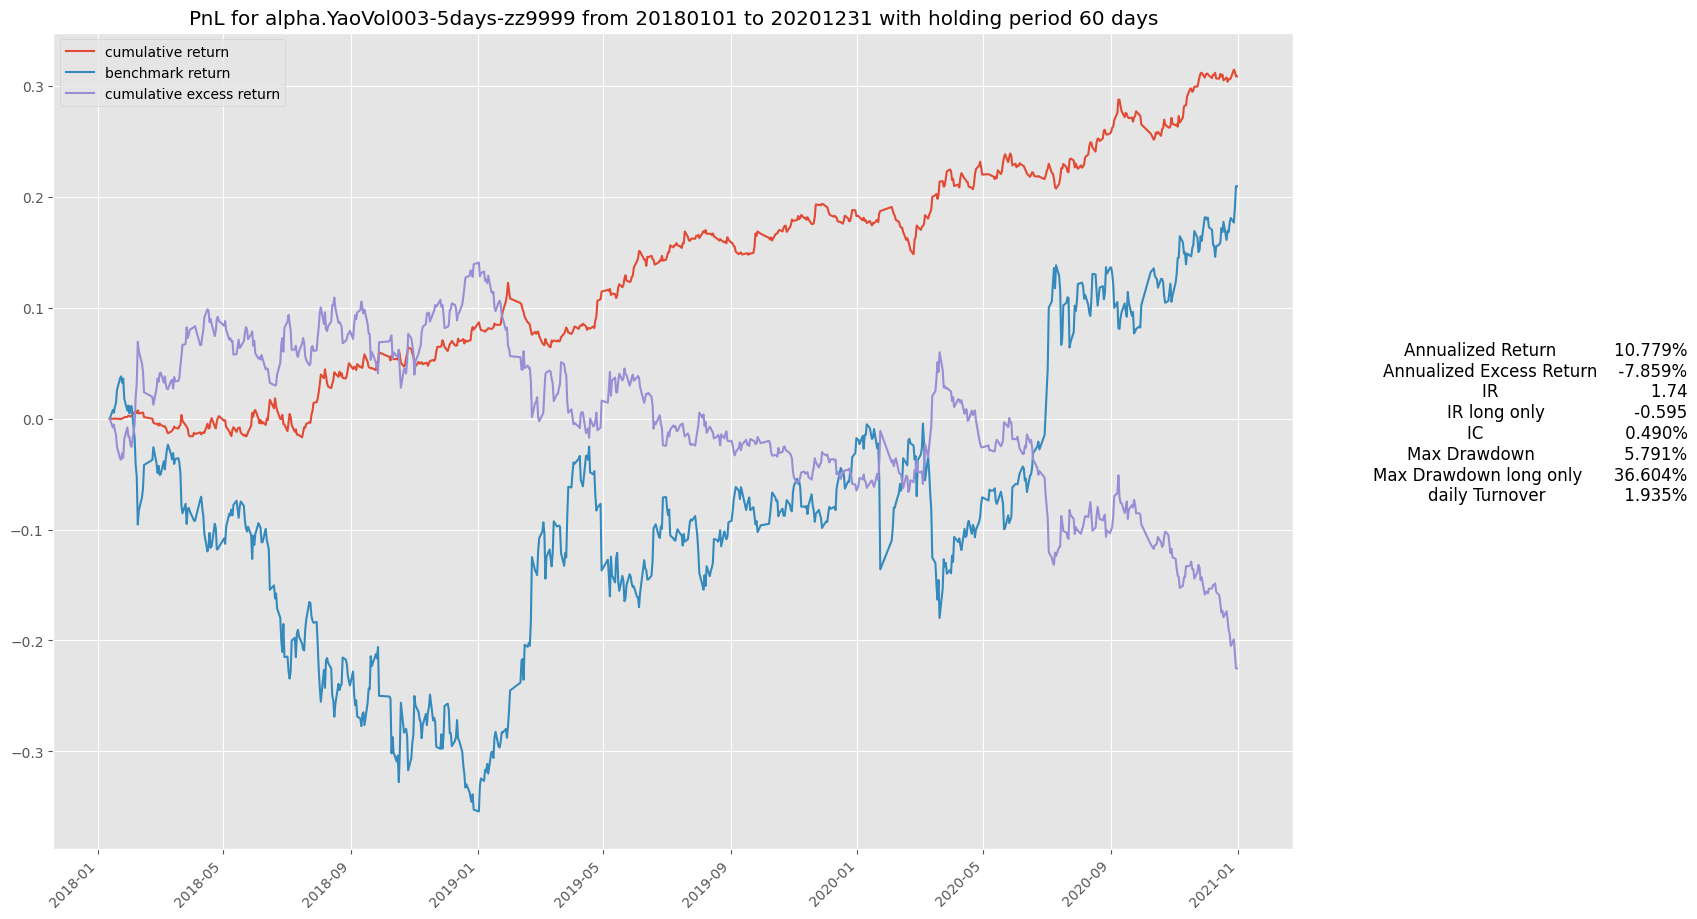 PnL for alpha.YaoVol003-5days-zz9999 from 20180101 to 20201231 with holding period 60 days
cumulative return
benchmark return
cumulative excess return
0.3
0.2
0.1
0.0
−0.1
−0.2
−0.3
Annualized Return 10.779%
Annualized Excess Return -7.859%
IR 1.74
IR long only -0.595
IC 0.490%
Max Drawdown 5.791%
Max Drawdown long only 36.604%
daily Turnover 1.935%
2018-01 2018-05 2018-09 2019-01 2019-05 2019-09 2020-01 2020-05 2020-09 2021-01